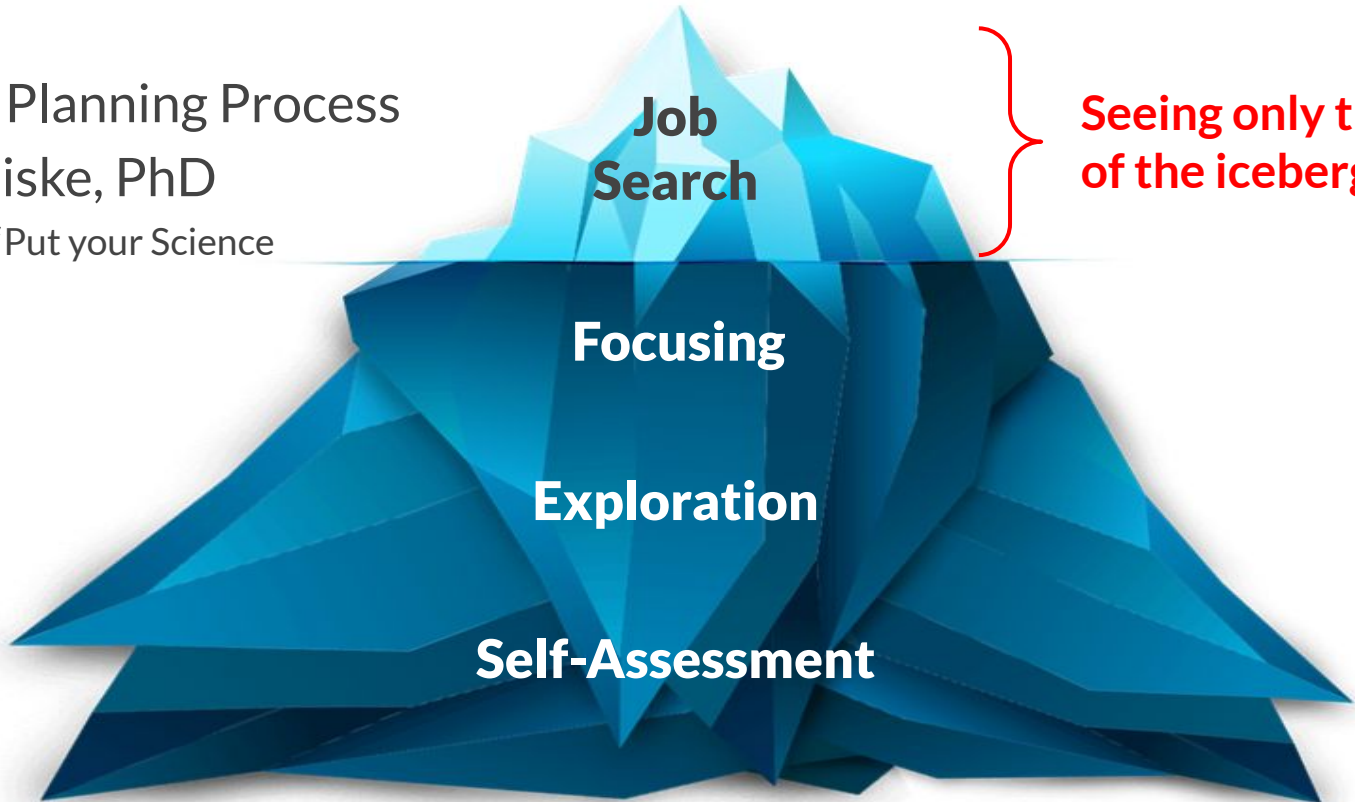 Planning Process
iske, PhD
Put your Science
Job
Search
Seeing only t
of the iceberg
Focusing
Exploration
Self-Assessment